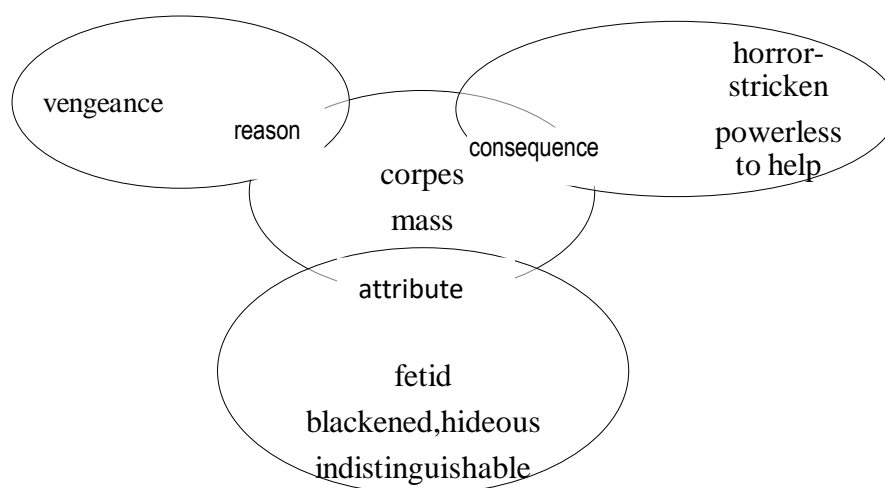 vengeance
reason
horror-
stricken
powerless
to help
consequence
corpes
mass
attribute
fetid
blackened,hideous
indistinguishable